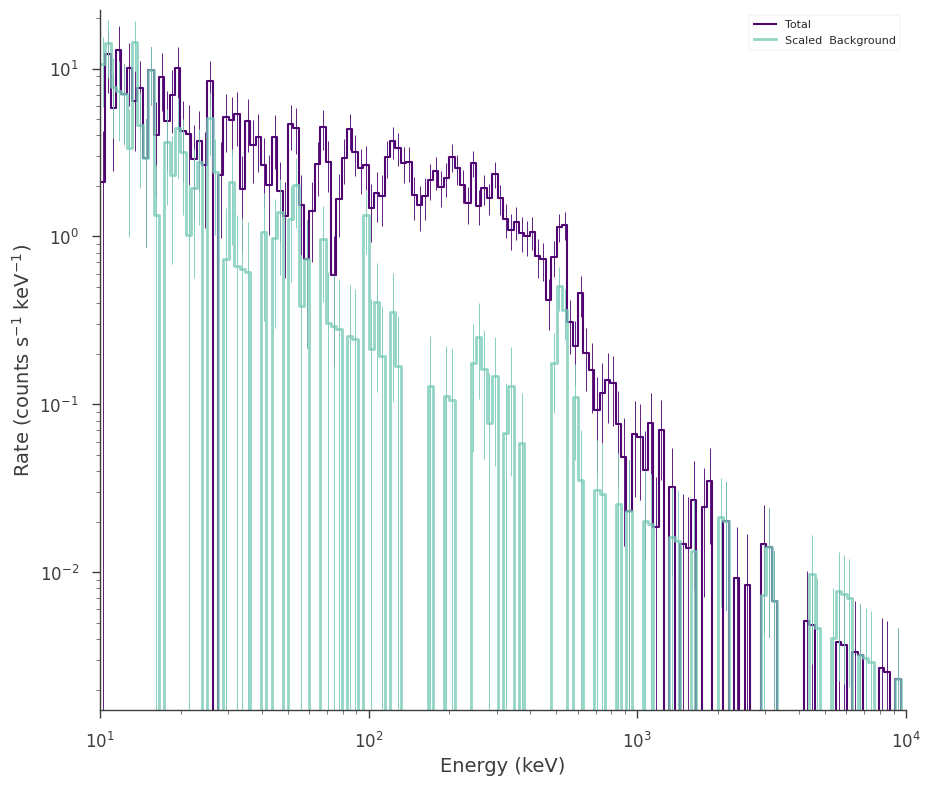 Total
Scaled  Background
Rate (counts s⁻¹ keV⁻¹)
10¹
10⁰
10⁻¹
10⁻²
10¹ 10² 10³ 10⁴
Energy (keV)